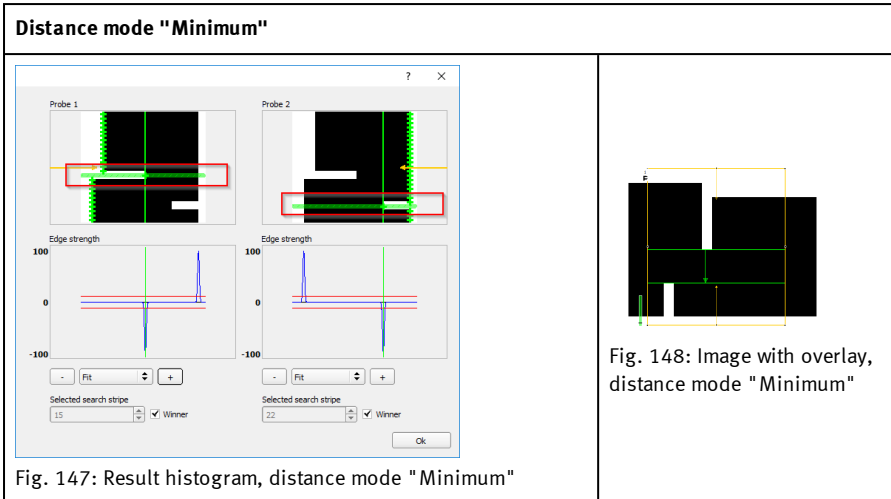 Distance mode "Minimum"
? ×
Probe 1 Probe 2
Edge strength Edge strength
100 100
0 0
-100 -100
- Fit + - Fit +
Selected search stripe Selected search stripe
15 Winner 22 Winner
Ok
Fig. 147: Result histogram, distance mode "Minimum"
Fig. 148: Image with overlay,
distance mode "Minimum"